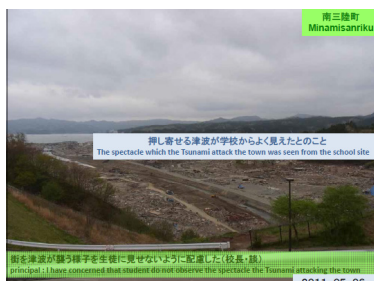 南三陸町
Minamisanriku
押し寄せる津波が学校からよく見えたとのこと
The spectacle which the Tsunami attack the town was seen from the school site
街を津波が襲う様子を生徒に見せないように配慮した(校長・談)
principal : I have concerned that student do not observe the spectacle the Tsunami attacking the town